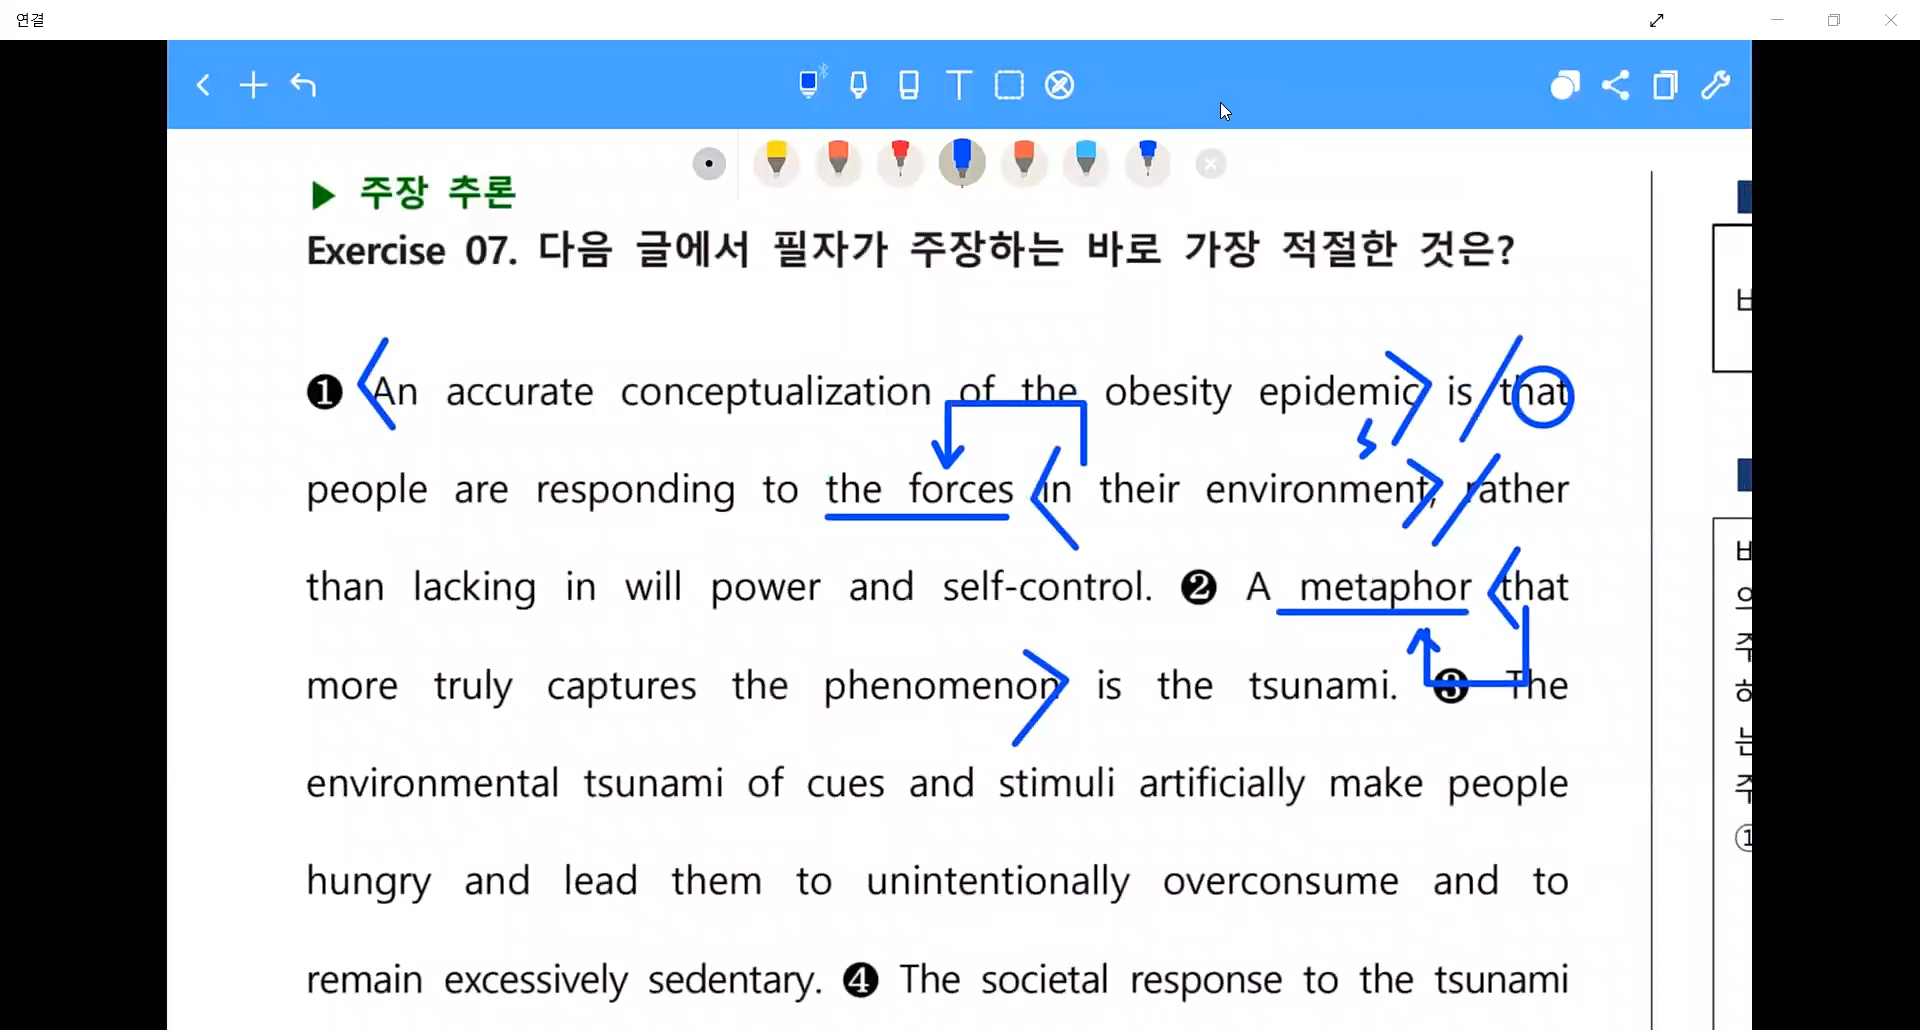 연결
▶ 주장 추론
Exercise 07. 다음 글에서 필자가 주장하는 바로 가장 적절한 것은?
❶ An accurate conceptualization of the obesity epidemic is that
people are responding to the forces in their environment, rather
than lacking in will power and self-control. ❷ A metaphor that
more truly captures the phenomenon is the tsunami. ❸ The
environmental tsunami of cues and stimuli artificially make people
hungry and lead them to unintentionally overconsume and to
remain excessively sedentary. ❹ The societal response to the tsunami
s
는
①